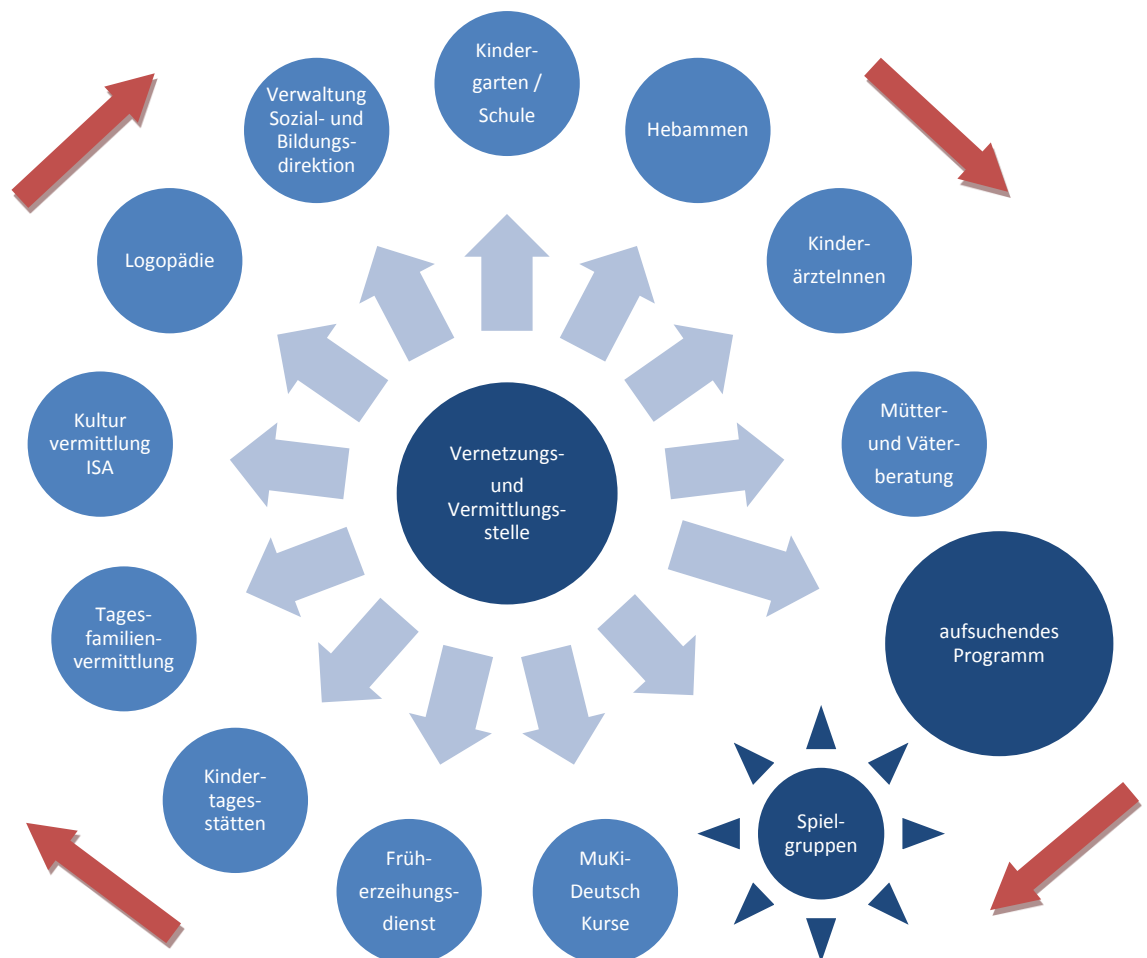 Kinder-
garten /
Schule
Hebammen
Kinder-
ärzteInnen
Mütter-
und Väter-
beratung
aufsuchendes
Programm
Spiel-
gruppen
MuKi-
Deutsch
Kurse
Früh-
erzeihungs-
dienst
Kinder-
tages-
stätten
Tages-
familien-
vermittlung
Kultur
vermittlung
ISA
Logopädie
Verwaltung
Sozial- und
Bildungs-
direktion
Vernetzungs-
und
Vermittlungs-
stelle